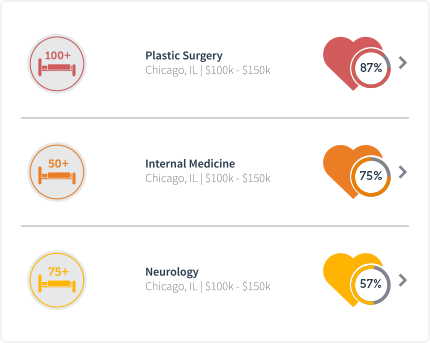 100+
Plastic Surgery
Chicago, IL | $100k - $150k
87%
50+
Internal Medicine
Chicago, IL | $100k - $150k
75%
75+
Neurology
Chicago, IL | $100k - $150k
57%